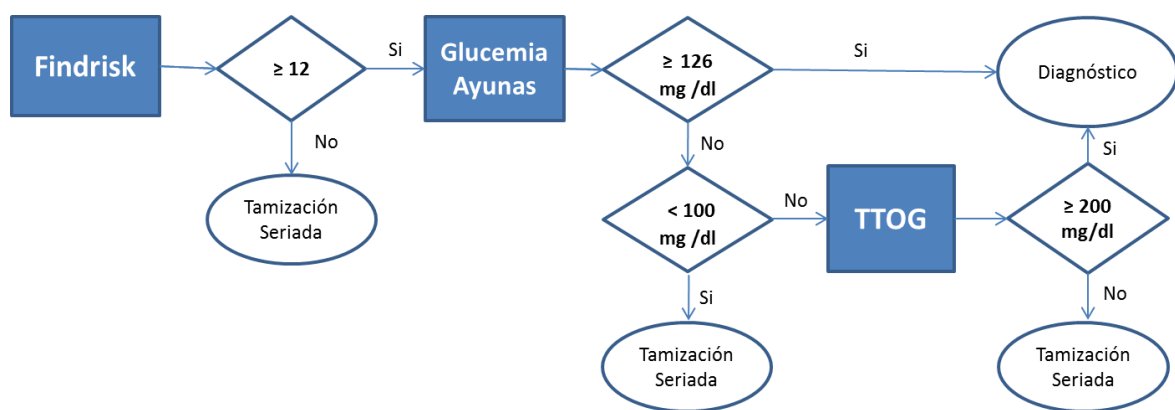 Findrisk
≥ 12
Si
Glucemia
Ayunas
≥ 126
mg /dl
Si
Diagnóstico
No
Tamización
Seriada
No
< 100
mg /dl
No
TTOG
≥ 200
mg/dl
Si
Si
Tamización
Seriada
No
Tamización
Seriada